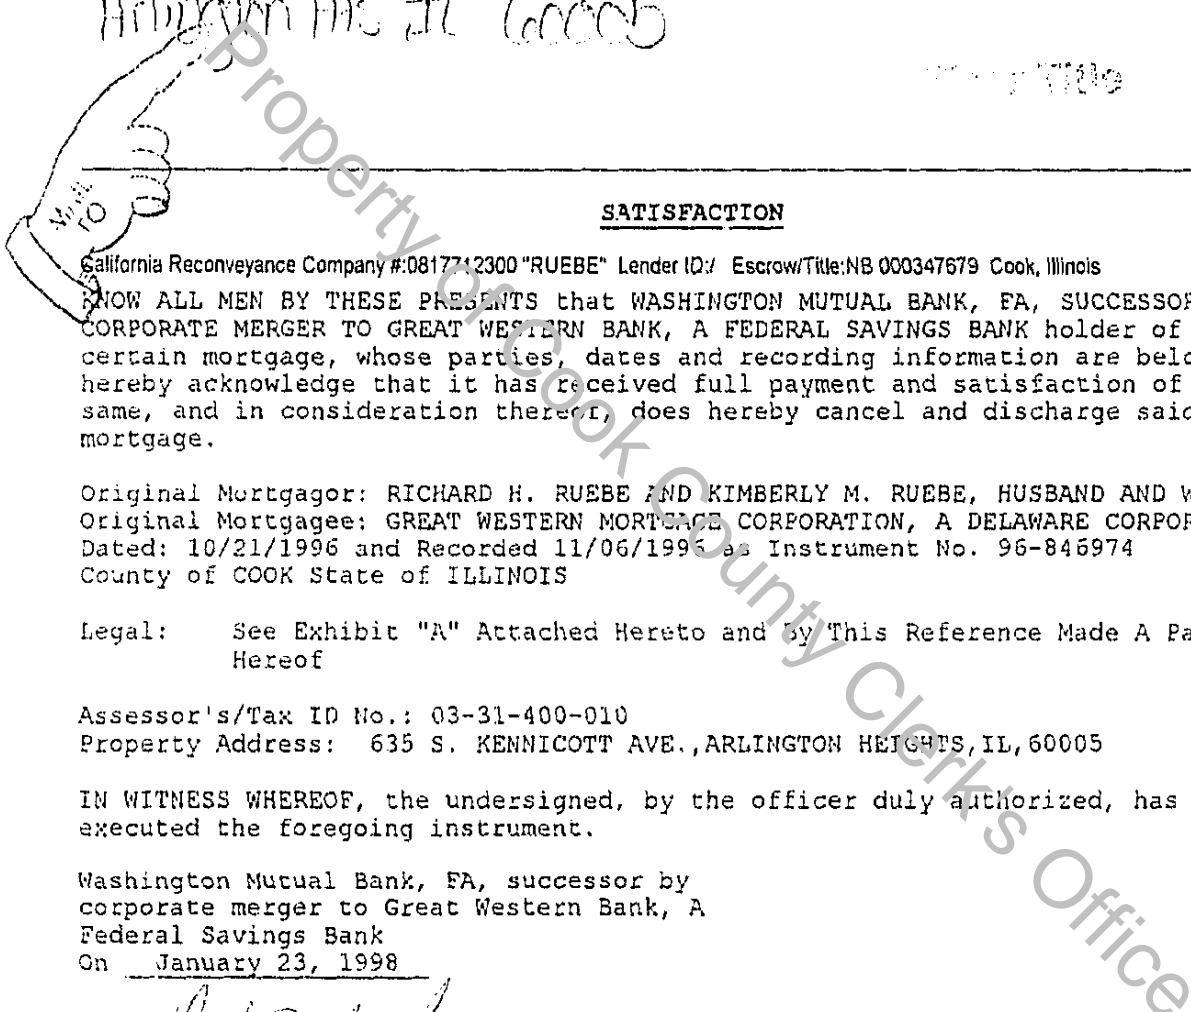 Arlington Hts IL 60005
Title
MAIL
TO
SATISFACTION
California Reconveyance Company #:0817712300 "RUEBE" Lender ID:/ Escrow/Title:NB 000347679 Cook, Illinois
KNOW ALL MEN BY THESE PRESENTS that WASHINGTON MUTUAL BANK, FA, SUCCESSOR
CORPORATE MERGER TO GREAT WESTERN BANK, A FEDERAL SAVINGS BANK holder of
certain mortgage, whose parties, dates and recording information are belo
hereby acknowledge that it has received full payment and satisfaction of
same, and in consideration thereof, does hereby cancel and discharge said
mortgage.
Original Mortgagor: RICHARD H. RUEBE AND KIMBERLY M. RUEBE, HUSBAND AND W
Original Mortgagee: GREAT WESTERN MORTGAGE CORPORATION, A DELAWARE CORPOR
Dated: 10/21/1996 and Recorded 11/06/1996 as Instrument No. 96-846974
County of COOK State of ILLINOIS
Legal: See Exhibit "A" Attached Hereto and By This Reference Made A Pa
Hereof
Assessor's/Tax ID No.: 03-31-400-010
Property Address: 635 S. KENNICOTT AVE.,ARLINGTON HEIGHTS,IL,60005
IN WITNESS WHEREOF, the undersigned, by the officer duly authorized, has
executed the foregoing instrument.
Washington Mutual Bank, FA, successor by
corporate merger to Great Western Bank, A
Federal Savings Bank
On January 23, 1998
Property of Cook County Clerk's Office